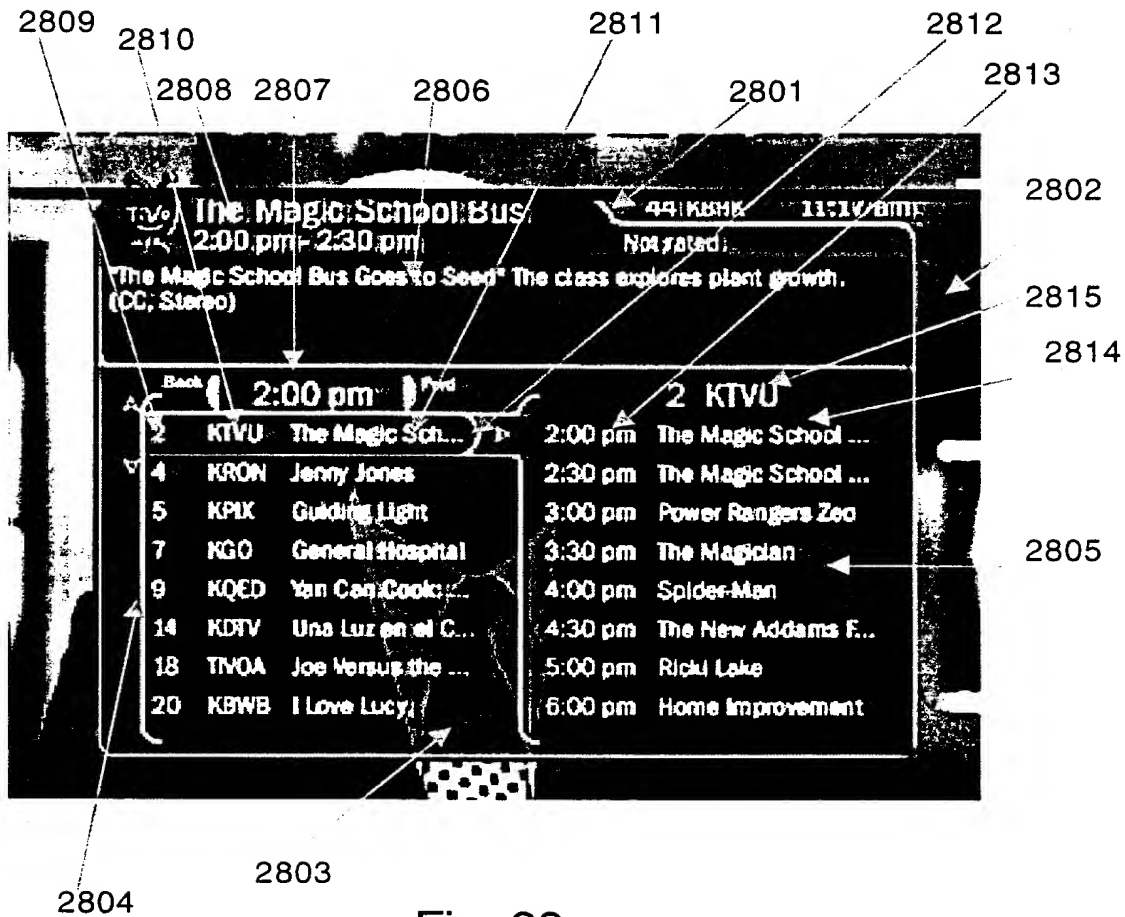 2809
2810
2811
2812
2808 2807 2806 2801 2813
2802
TiVo The Magic School Bus 44 KBHK
2:00 pm - 2:30 pm Not rated
"The Magic School Bus Goes to Seed" The class explores plant growth.
(CC, Stereo)
2815
2814
Back 2:00 pm Fwd 2 KTVU
2 KTVU The Magic Sch... 2:00 pm The Magic School ...
4 KRON Jenny Jones 2:30 pm The Magic School ...
5 KPIX Guiding Light 3:00 pm Power Rangers Zeo
7 KGO General Hospital 3:30 pm The Magician
2805
9 KQED Yan Can Cook: ... 4:00 pm Spider-Man
14 KDTV Una Luz en el C... 4:30 pm The New Addams F...
18 TIVOA Joe Versus the ... 5:00 pm Ricki Lake
20 KBWB I Love Lucy 6:00 pm Home Improvement
2803
2804